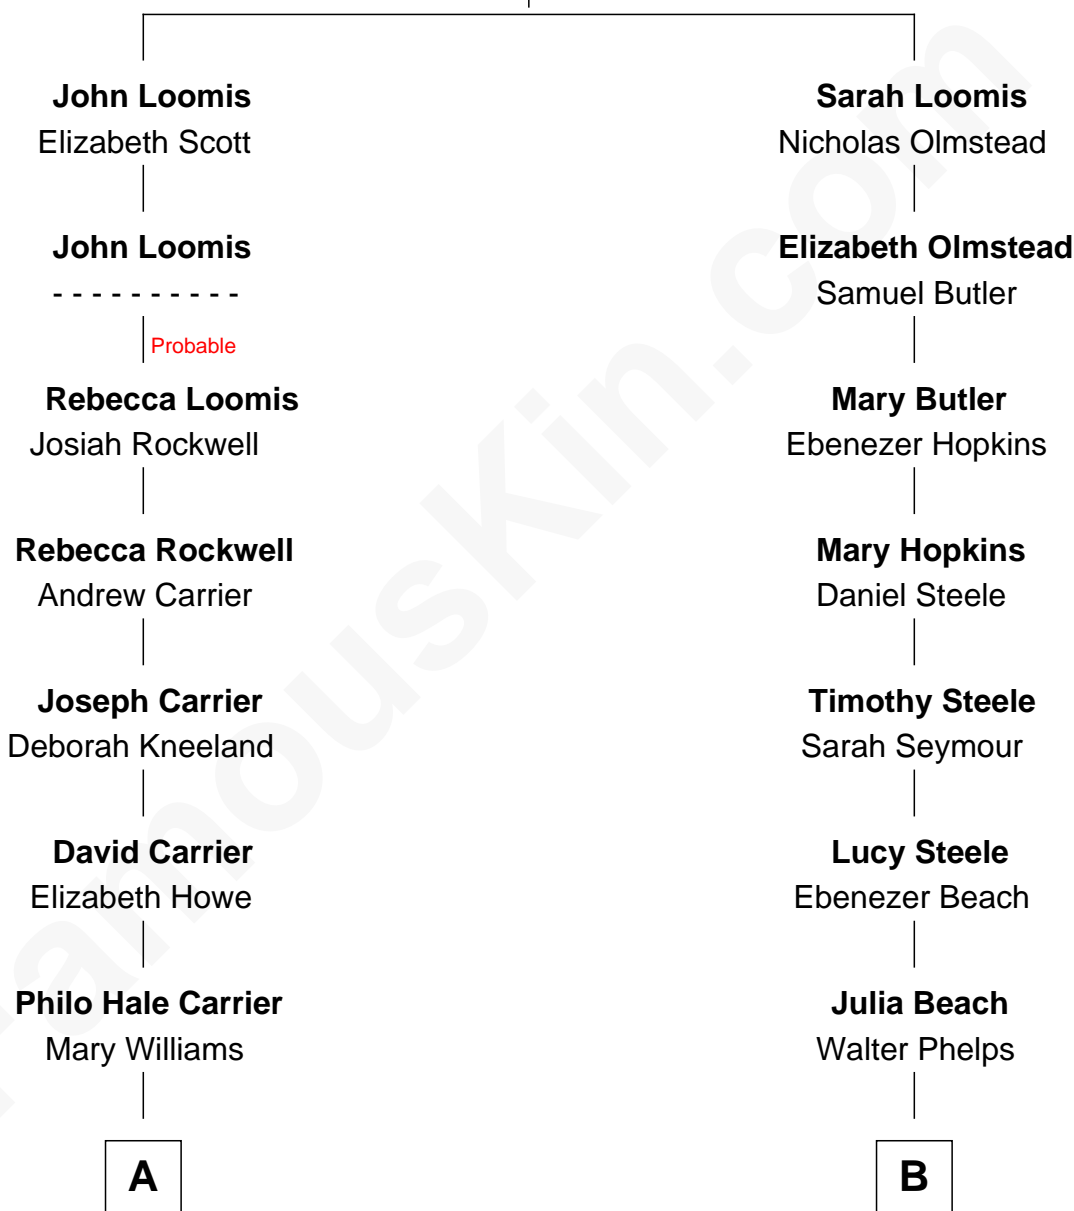 John Loomis
Elizabeth Scott
John Loomis
- - - - - - - - - -
Probable
Rebecca Loomis
Josiah Rockwell
Rebecca Rockwell
Andrew Carrier
Joseph Carrier
Deborah Kneeland
David Carrier
Elizabeth Howe
Philo Hale Carrier
Mary Williams
A
Sarah Loomis
Nicholas Olmstead
Elizabeth Olmstead
Samuel Butler
Mary Butler
Ebenezer Hopkins
Mary Hopkins
Daniel Steele
Timothy Steele
Sarah Seymour
Lucy Steele
Ebenezer Beach
Julia Beach
Walter Phelps
B
FamousKin.com